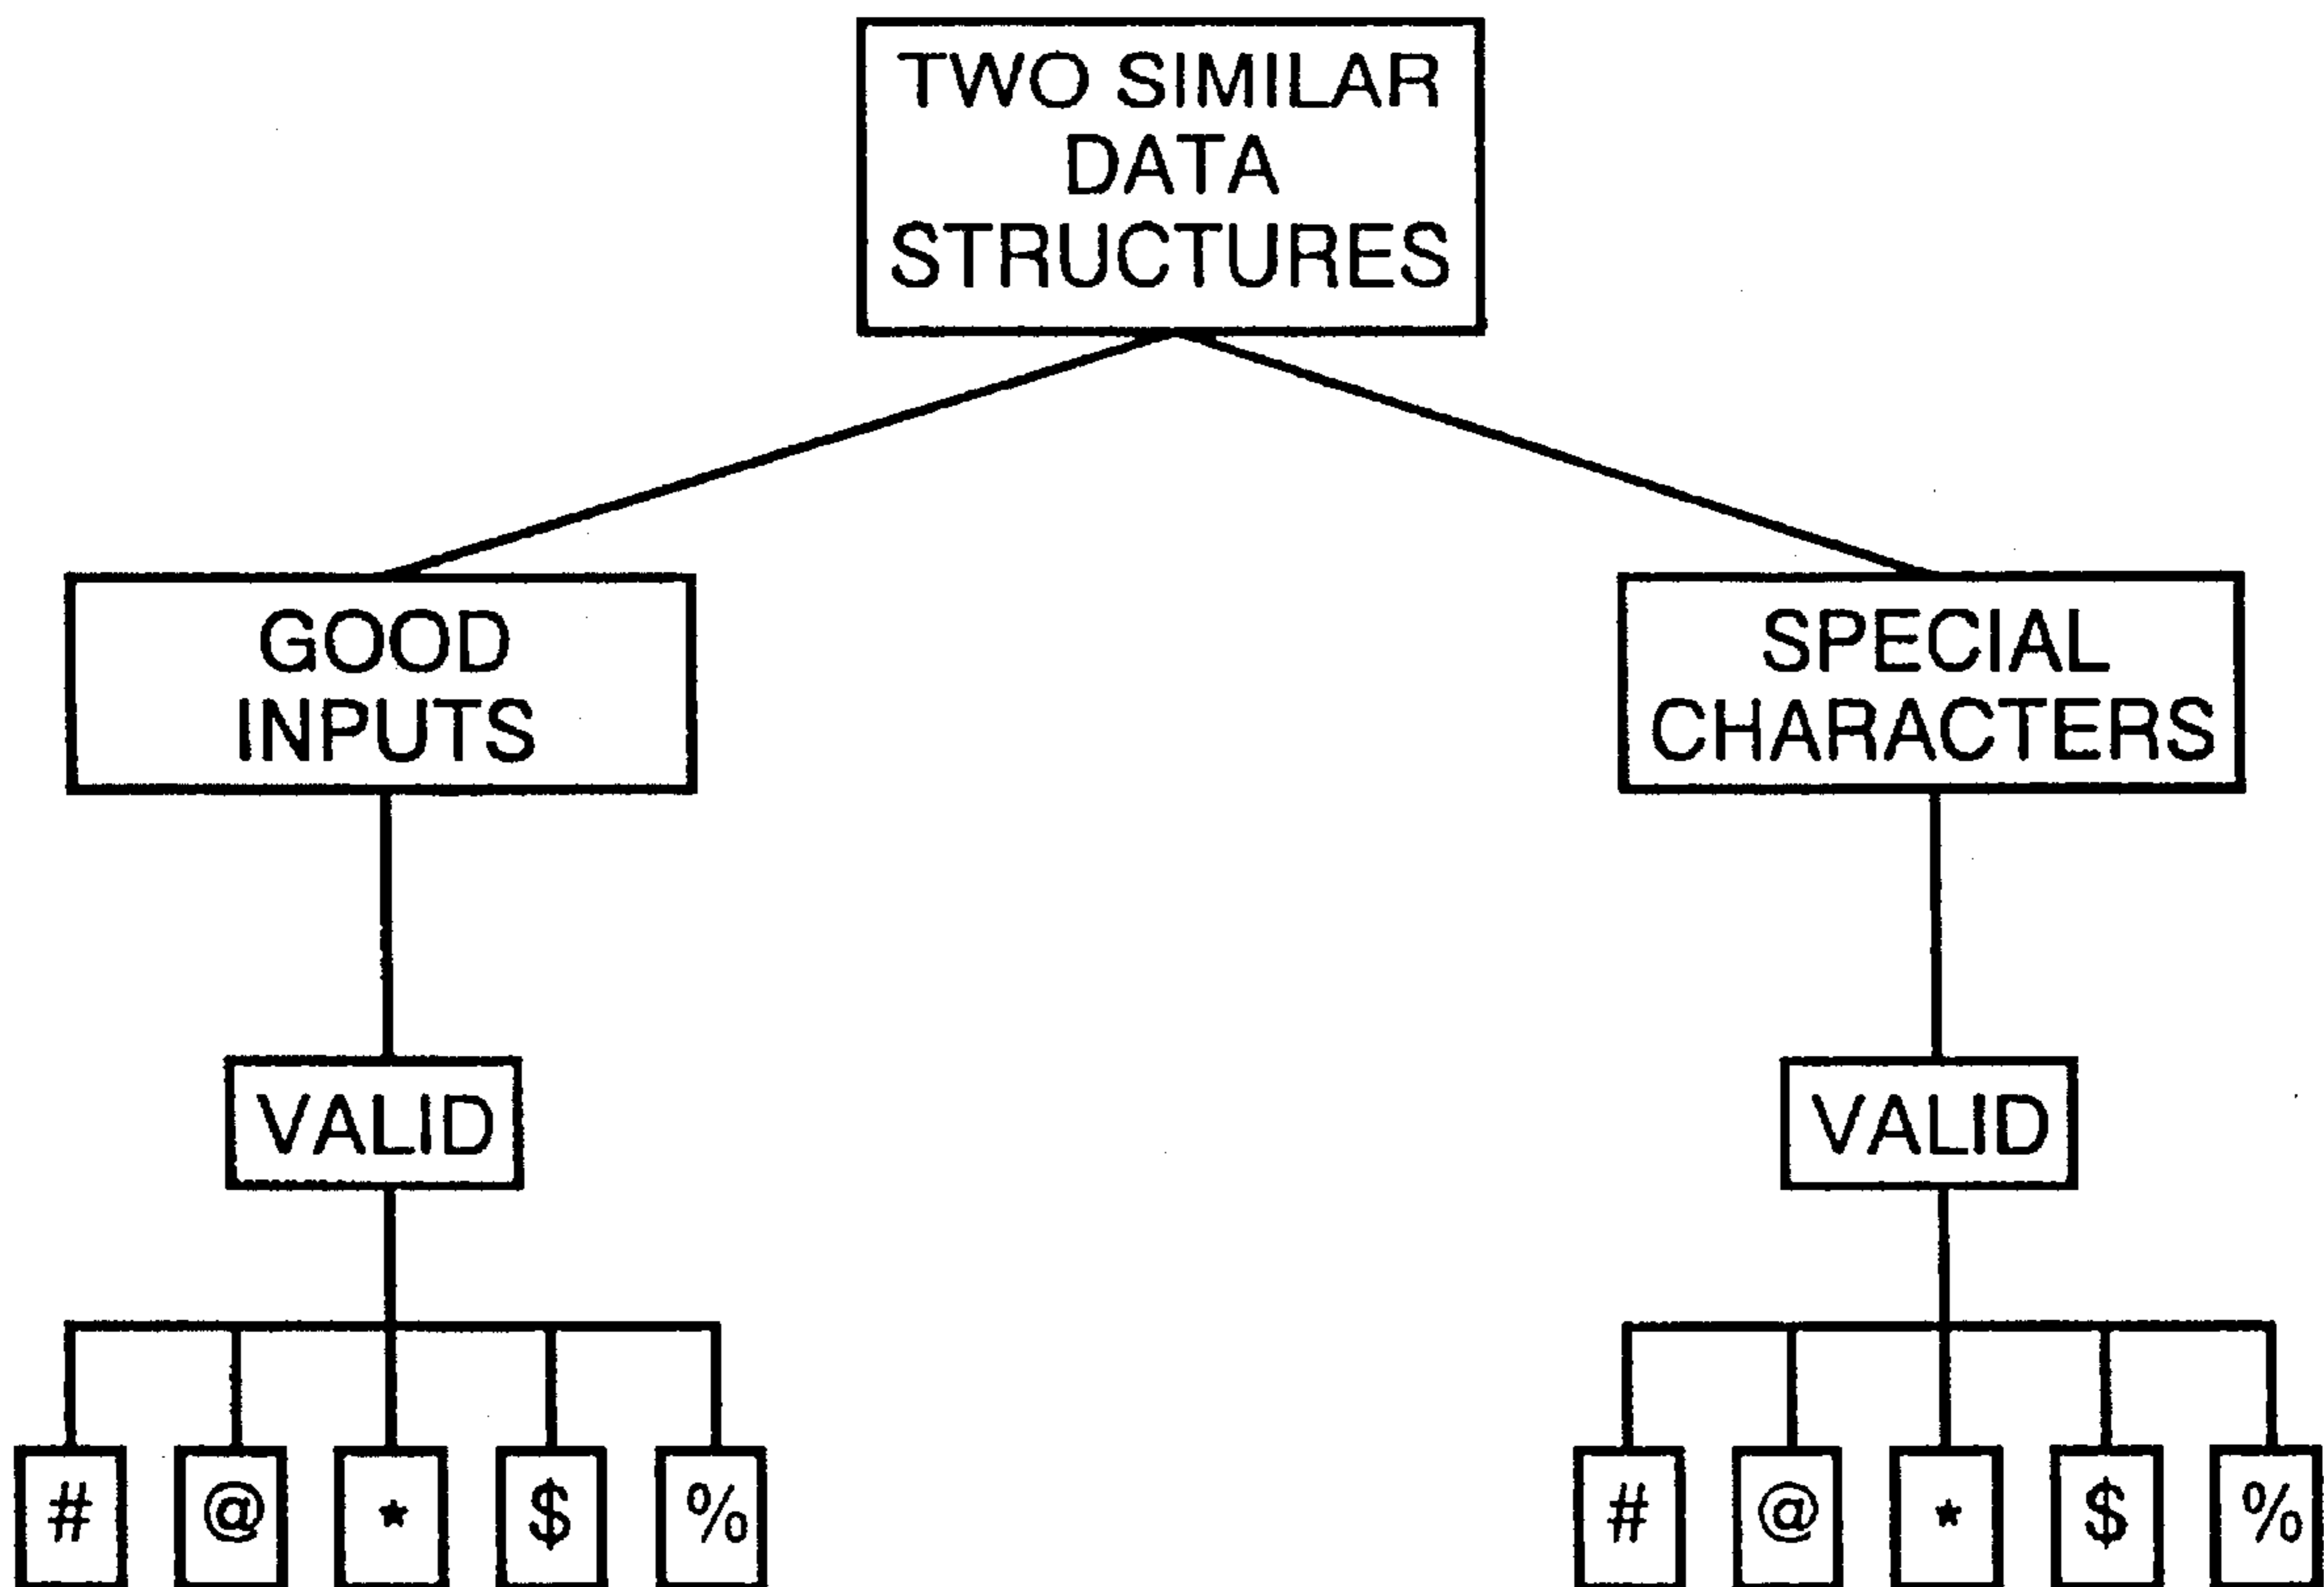 TWO SIMILAR
DATA
STRUCTURES
GOOD
INPUTS
SPECIAL
CHARACTERS
VALID
VALID
# @ * $ %
# @ * $ %